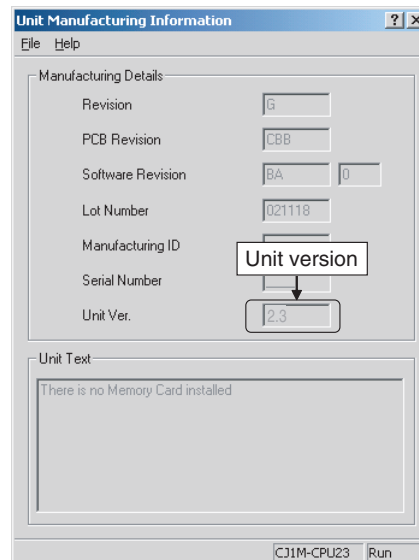 Unit Manufacturing Information
File Help
Manufacturing Details
Revision G
PCB Revision CBB
Software Revision BA 0
Lot Number 021118
Manufacturing ID
Unit version
Serial Number
Unit Ver. 2.3
Unit Text
There is no Memory Card installed
CJ1M-CPU23 Run